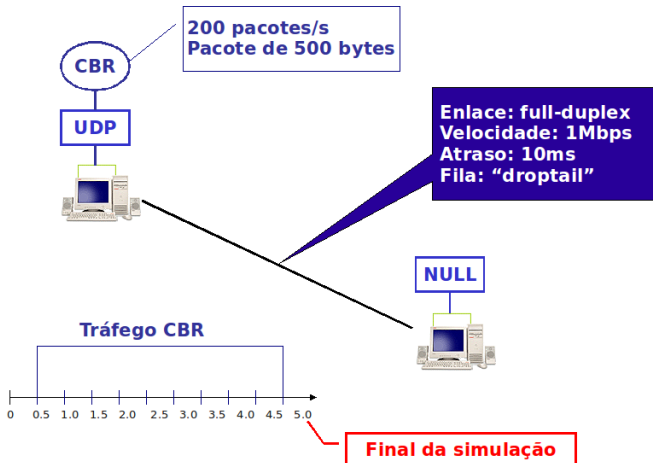 200 pacotes/s
Pacote de 500 bytes
CBR
UDP
Enlace: full-duplex
Velocidade: 1Mbps
Atraso: 10ms
Fila: “droptail”
NULL
Tráfego CBR
0 0.5 1.0 1.5 2.0 2.5 3.0 3.5 4.0 4.5 5.0
Final da simulação